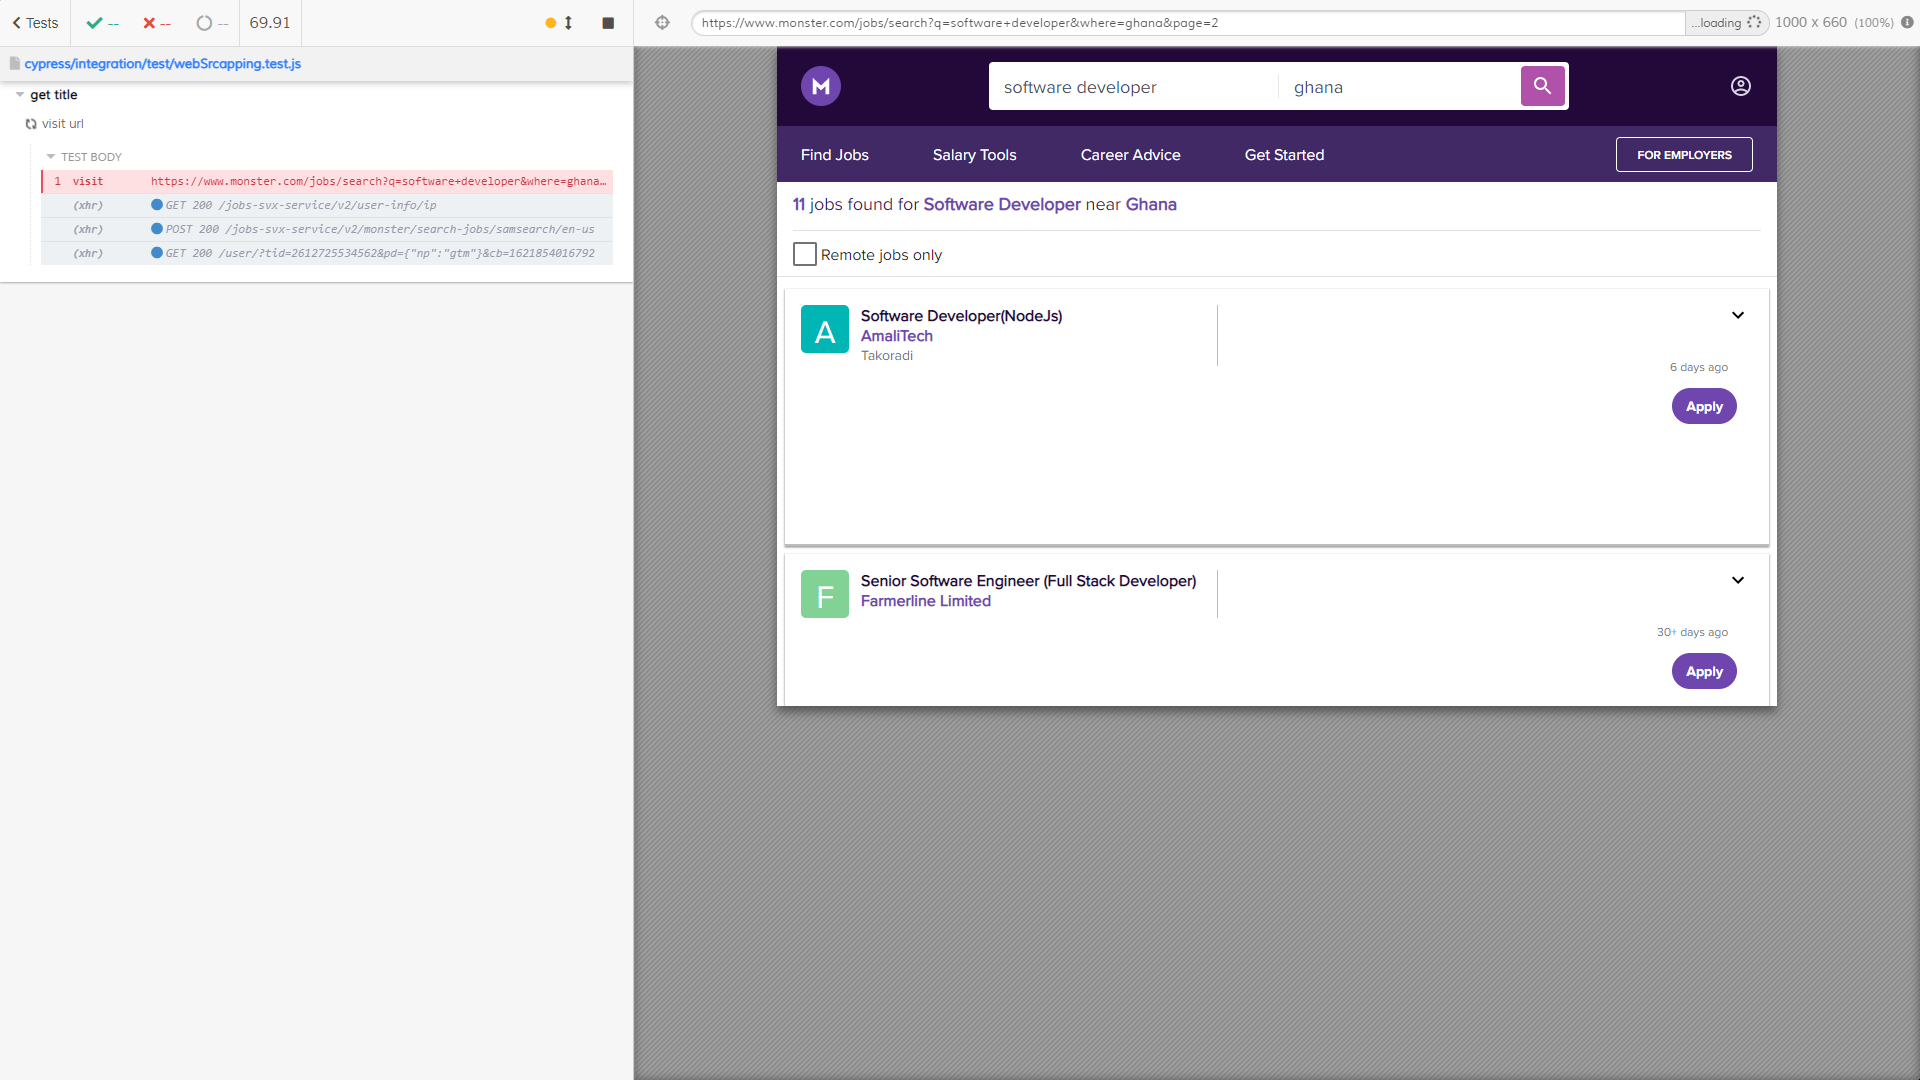 Tests
--
--
--
69.91
https://www.monster.com/jobs/search?q=software+developer&where=ghana&page=2
...loading
1000 x 660 (100%)
cypress/integration/test/webSrcapping.test.js
get title
visit url
TEST BODY
1 visit https://www.monster.com/jobs/search?q=software+developer&where=ghana…
(xhr) GET 200 /jobs-svx-service/v2/user-info/ip
(xhr) POST 200 /jobs-svx-service/v2/monster/search-jobs/samsearch/en-us
(xhr) GET 200 /user/?tid=2612725534562&pd={"np":"gtm"}&cb=1621854016792
M
software developer
ghana
Find Jobs
Salary Tools
Career Advice
Get Started
FOR EMPLOYERS
11 jobs found for Software Developer near Ghana
Remote jobs only
A
Software Developer(NodeJs)
AmaliTech
Takoradi
6 days ago
Apply
F
Senior Software Engineer (Full Stack Developer)
Farmerline Limited
30+ days ago
Apply